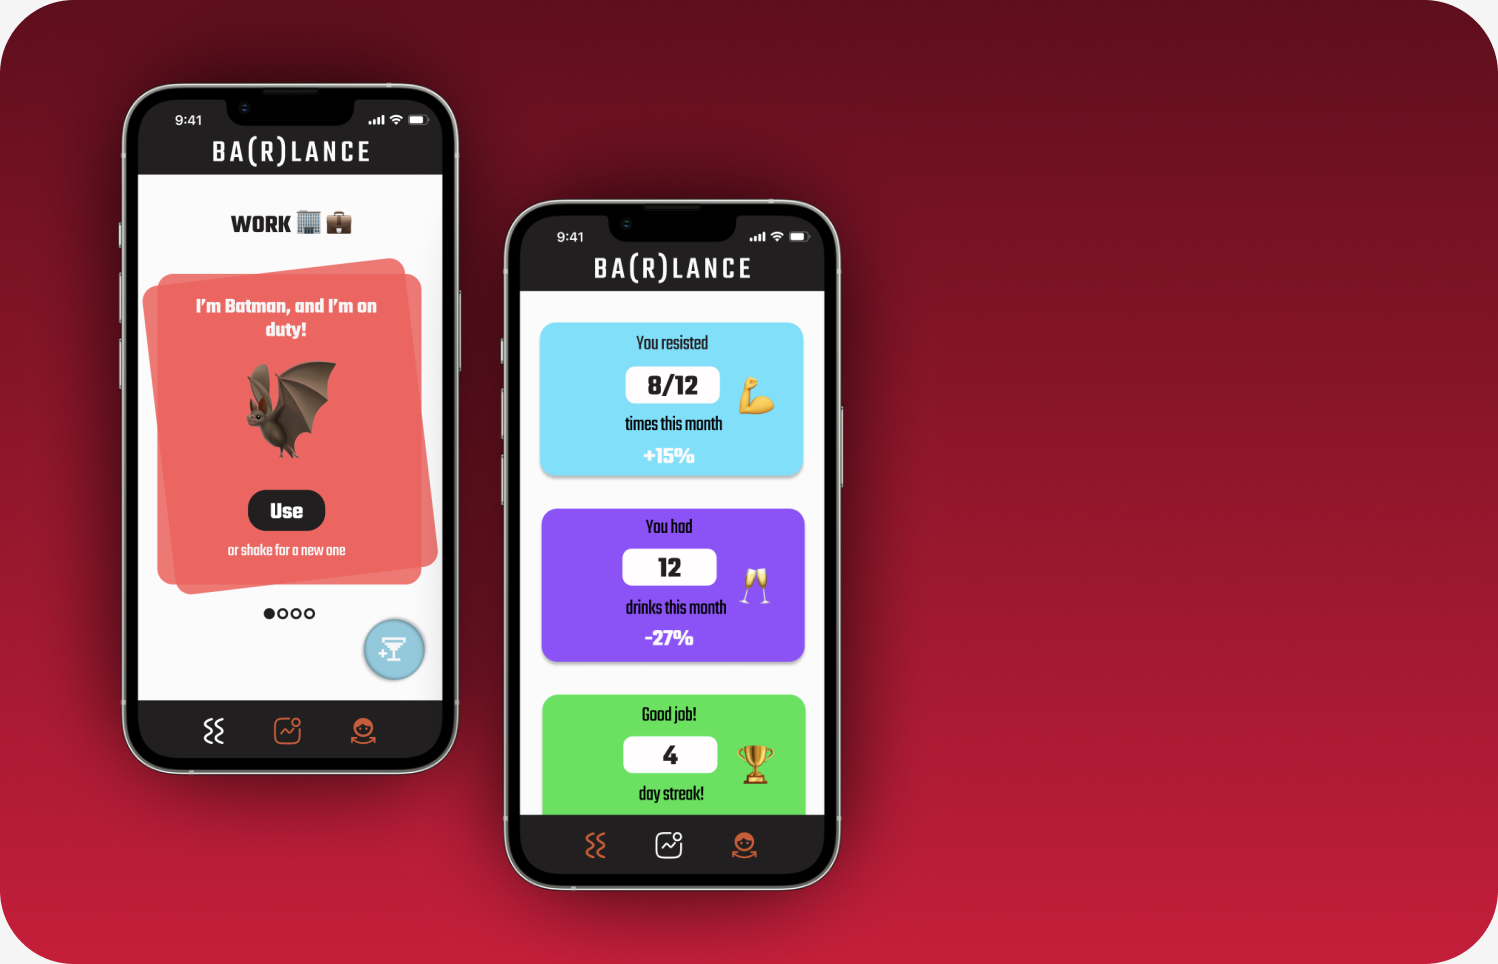 9:41
BA(R)LANCE
WORK
I'm Batman, and I'm on
duty!
Use
or shake for a new one
9:41
BA(R)LANCE
You resisted
8/12
times this month
+15%
You had
12
drinks this month
-27%
Good job!
4
day streak!